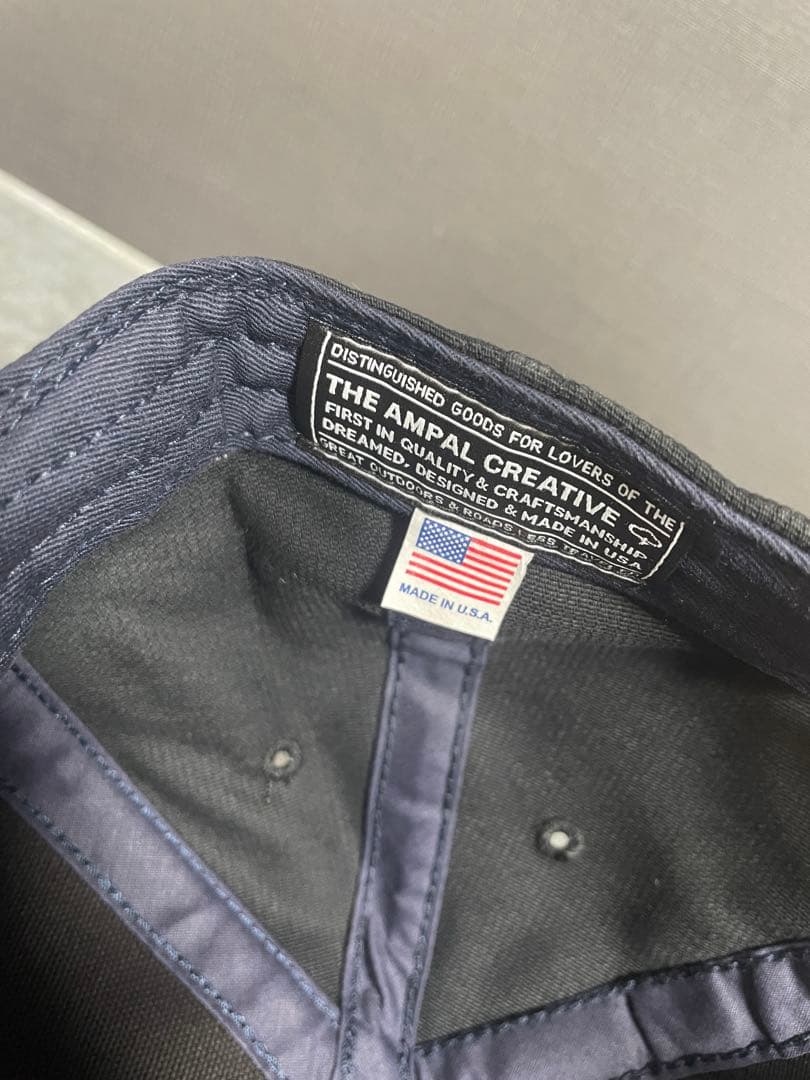 DISTINGUISHED GOODS FOR LOVERS OF THE
THE AMPAL CREATIVE
FIRST IN QUALITY & CRAFTSMANSHIP
DREAMED, DESIGNED & MADE IN USA
GREAT OUTDOORS & ROADS LESS TRAVELED
MADE IN U.S.A.